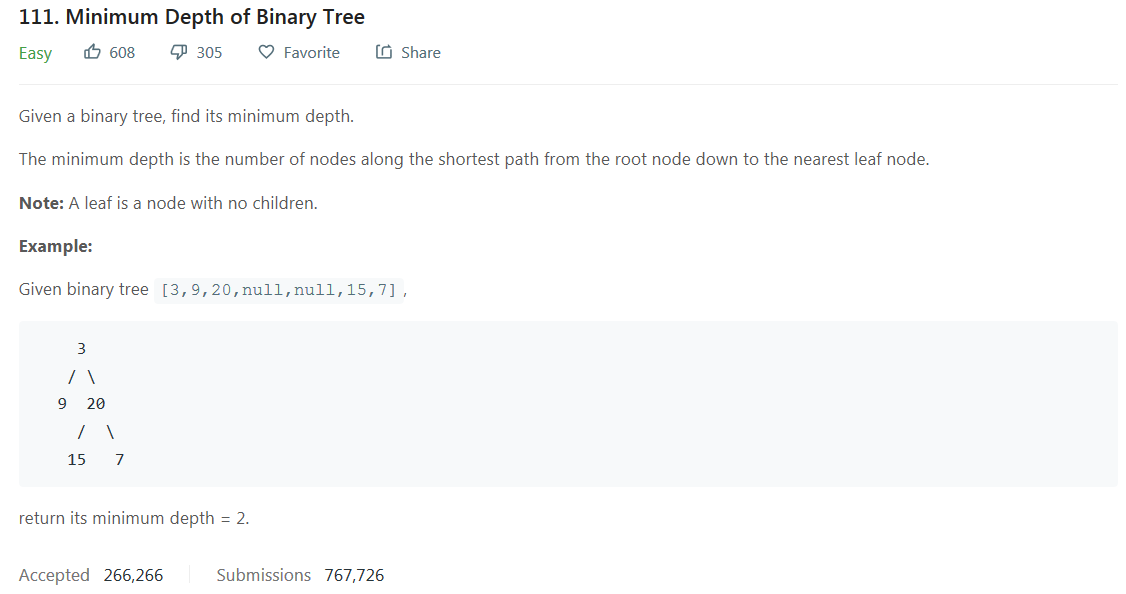 111. Minimum Depth of Binary Tree
Easy 608 305 Favorite Share
Given a binary tree, find its minimum depth.
The minimum depth is the number of nodes along the shortest path from the root node down to the nearest leaf node.
Note: A leaf is a node with no children.
Example:
Given binary tree [3,9,20,null,null,15,7],
3
/ \
9 20
/ \
15 7
return its minimum depth = 2.
Accepted 266,266 Submissions 767,726